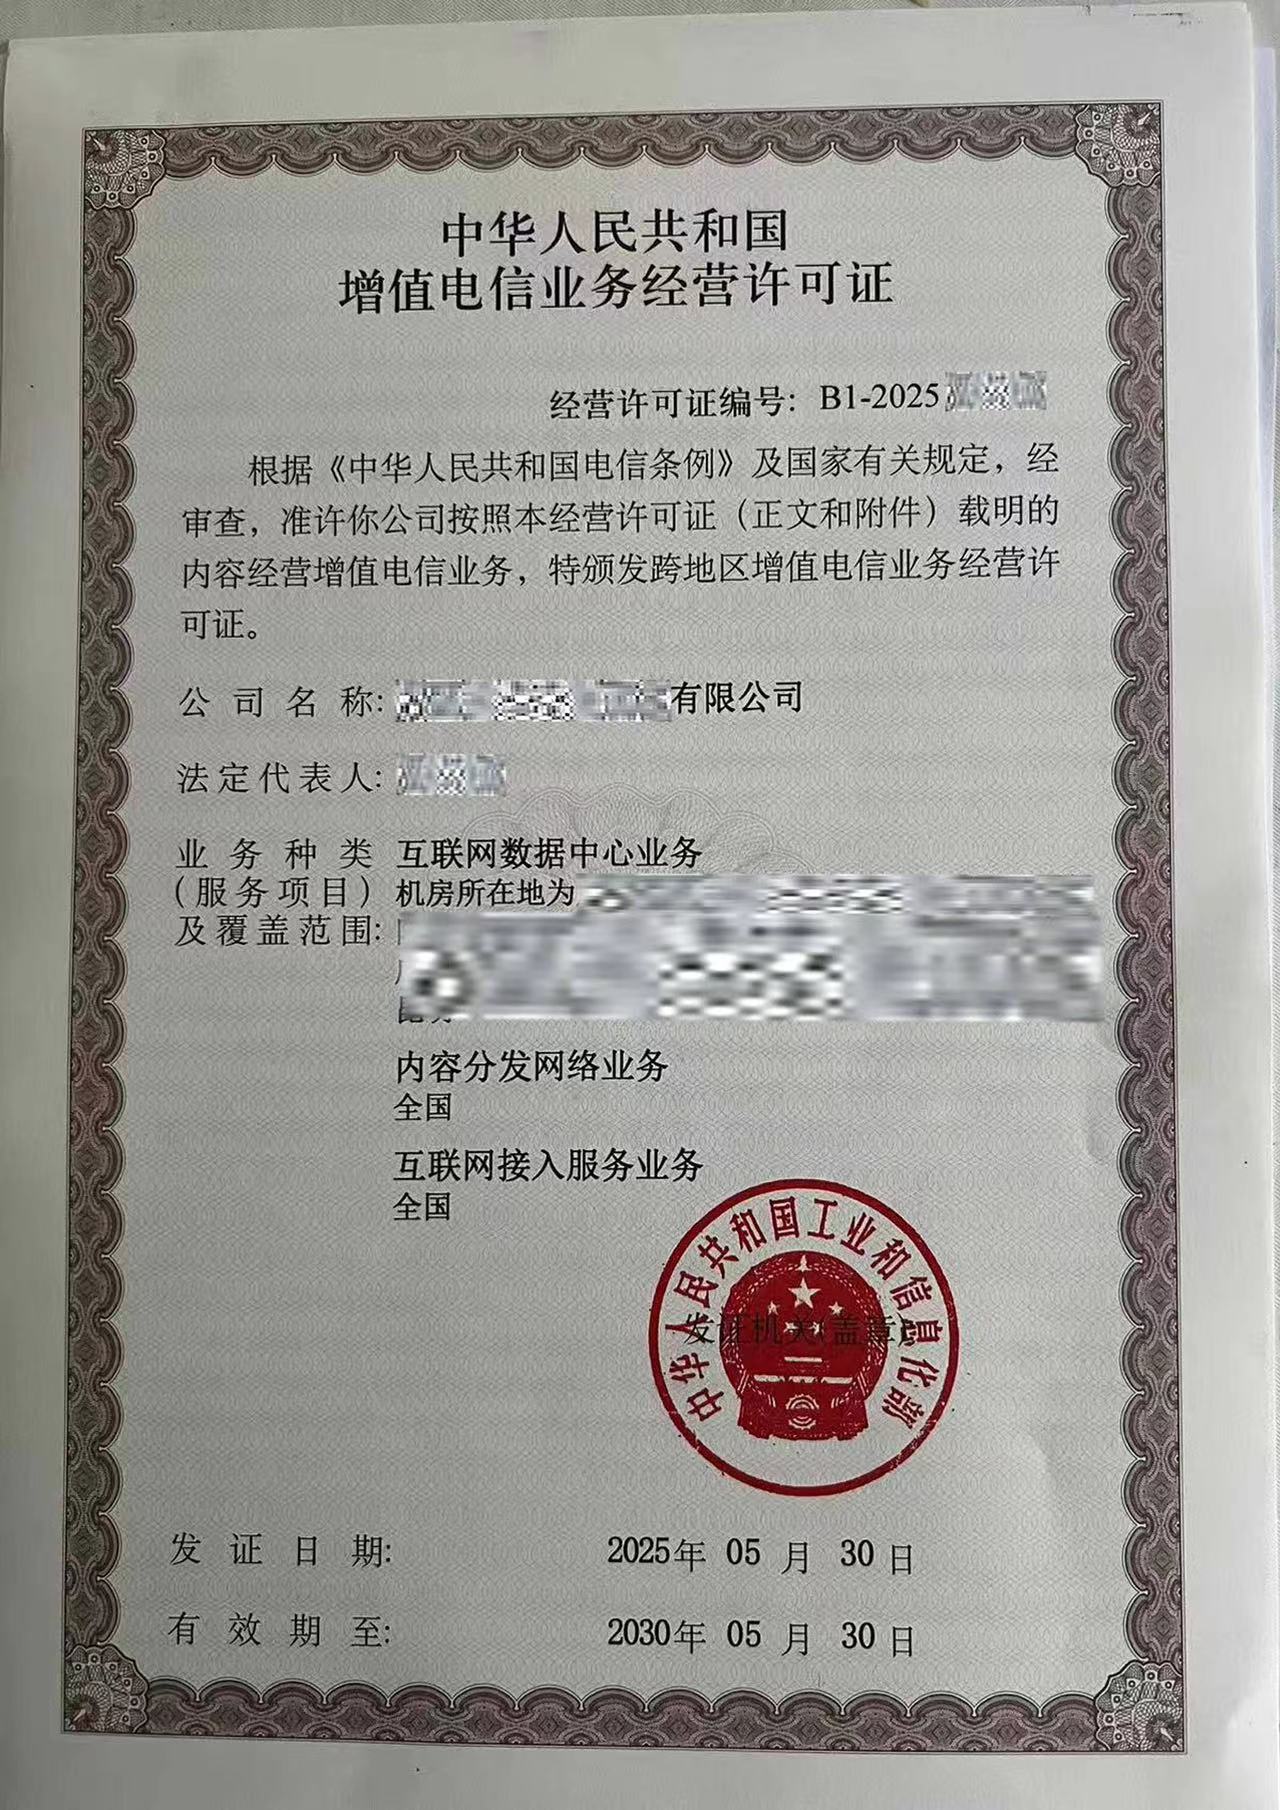 中华人民共和国
增值电信业务经营许可证
经营许可证编号：B1-2025
根据《中华人民共和国电信条例》及国家有关规定，经
审查，准许你公司按照本经营许可证（正文和附件）载明的
内容经营增值电信业务，特颁发跨地区增值电信业务经营许
可证。
公司名称： 有限公司
法定代表人：
业务种类 互联网数据中心业务
（服务项目） 机房所在地为
及覆盖范围：
内容分发网络业务
全国
互联网接入服务业务
全国
中华人民共和国工业和信息化部
发证机关(盖章)
发证日期： 2025年 05 月 30 日
有效期至： 2030年 05 月 30 日